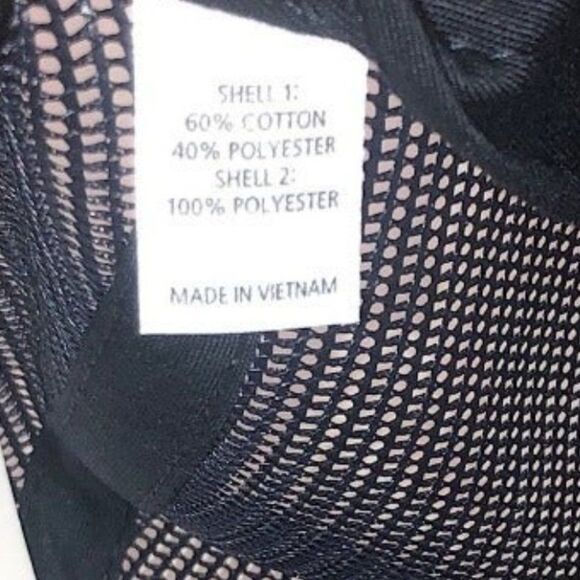 SHELL 1:
60% COTTON
40% POLYESTER
SHELL 2:
100% POLYESTER
MADE IN VIETNAM